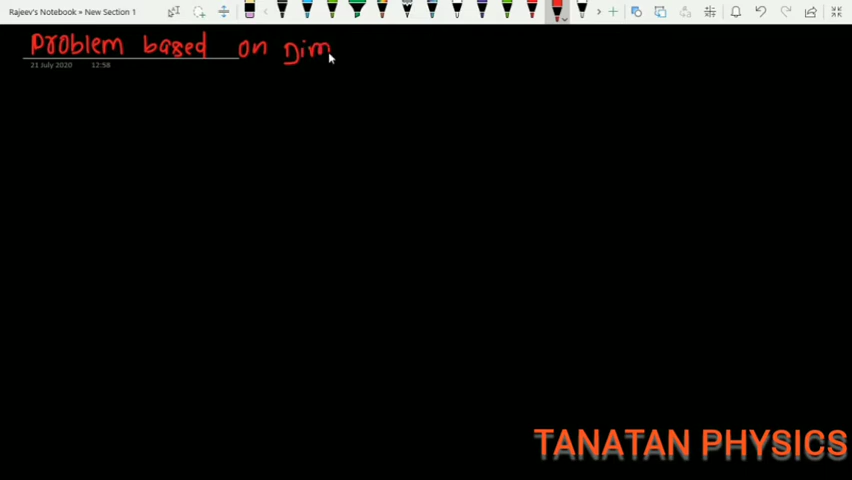 Rajeev's Notebook » New Section 1
Problem based on Dim
21 July 2020 12:58
TANATAN PHYSICS